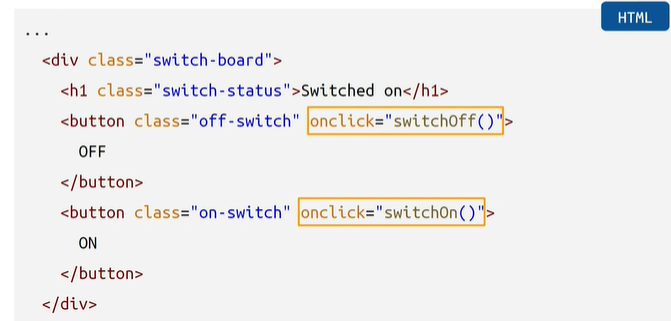 HTML
...
<div class="switch-board">
<h1 class="switch-status">Switched on</h1>
<button class="off-switch" onclick="switchOff()">
OFF
</button>
<button class="on-switch" onclick="switchOn()">
ON
</button>
</div>